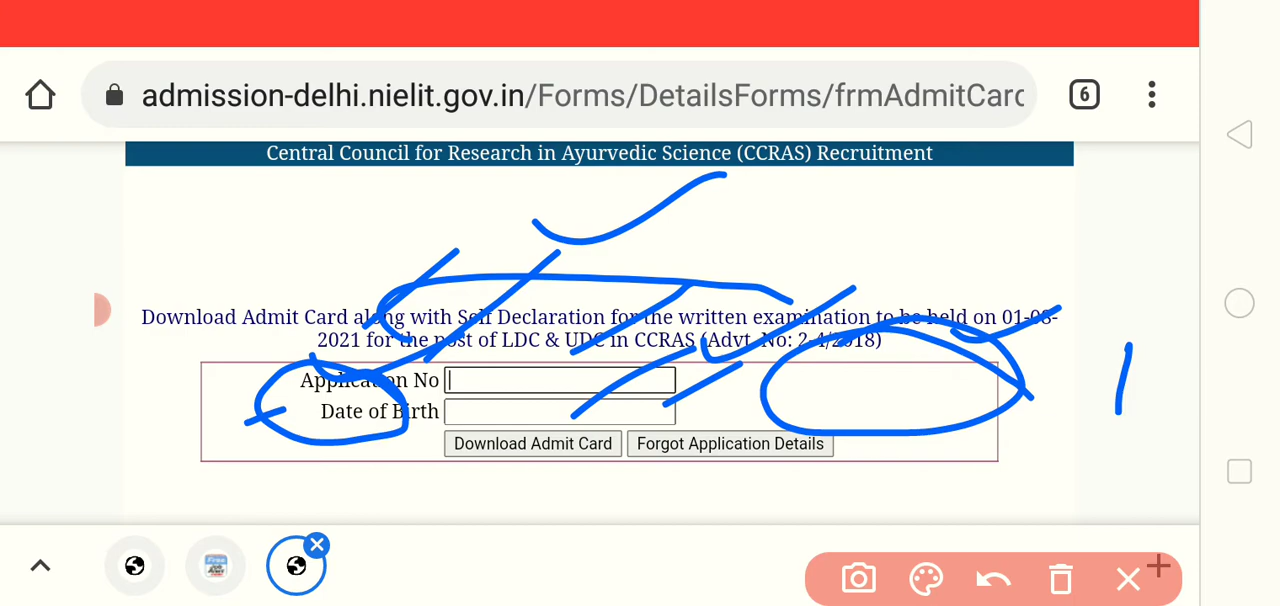 6
admission-delhi.nielit.gov.in/Forms/DetailsForms/frmAdmitCarc
Central Council for Research in Ayurvedic Science (CCRAS) Recruitment
Download Admit Card along with Self Declaration for the written examination to be held on 01-08-
2021 for the post of LDC & UDC in CCRAS (Advt. No: 2-4/2018)
Application No
Date of Birth
Download Admit Card Forgot Application Details